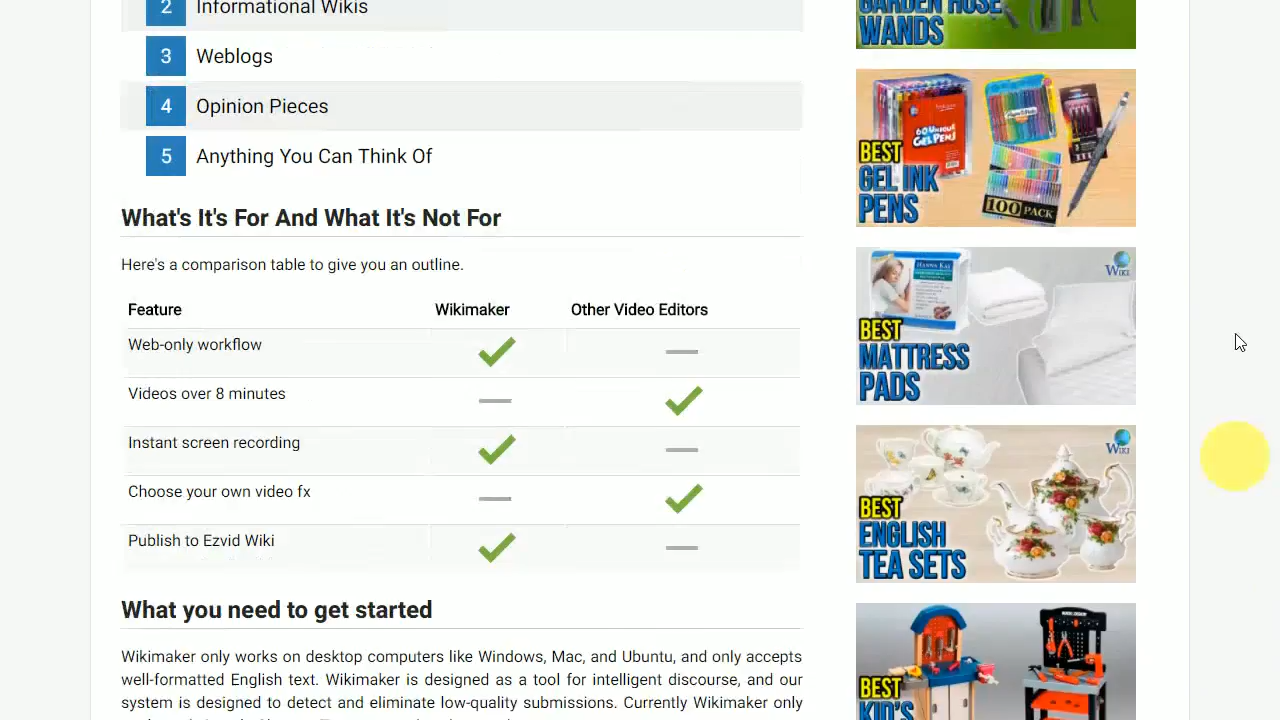 2 Informational Wikis
3 Weblogs
4 Opinion Pieces
5 Anything You Can Think Of
What's It's For And What It's Not For
Here's a comparison table to give you an outline.
Feature Wikimaker Other Video Editors
Web-only workflow
Videos over 8 minutes
Instant screen recording
Choose your own video fx
Publish to Ezvid Wiki
What you need to get started
Wikimaker only works on desktop computers like Windows, Mac, and Ubuntu, and only accepts
well-formatted English text. Wikimaker is designed as a tool for intelligent discourse, and our
system is designed to detect and eliminate low-quality submissions. Currently Wikimaker only
GARDEN HOSE
WANDS
60 UNIQUE
GEL PENS
100 PACK
BEST
GEL INK
PENS
HANNA KAY
WIKI
BEST
MATTRESS
PADS
WIKI
BEST
ENGLISH
TEA SETS
BEST
KID'S